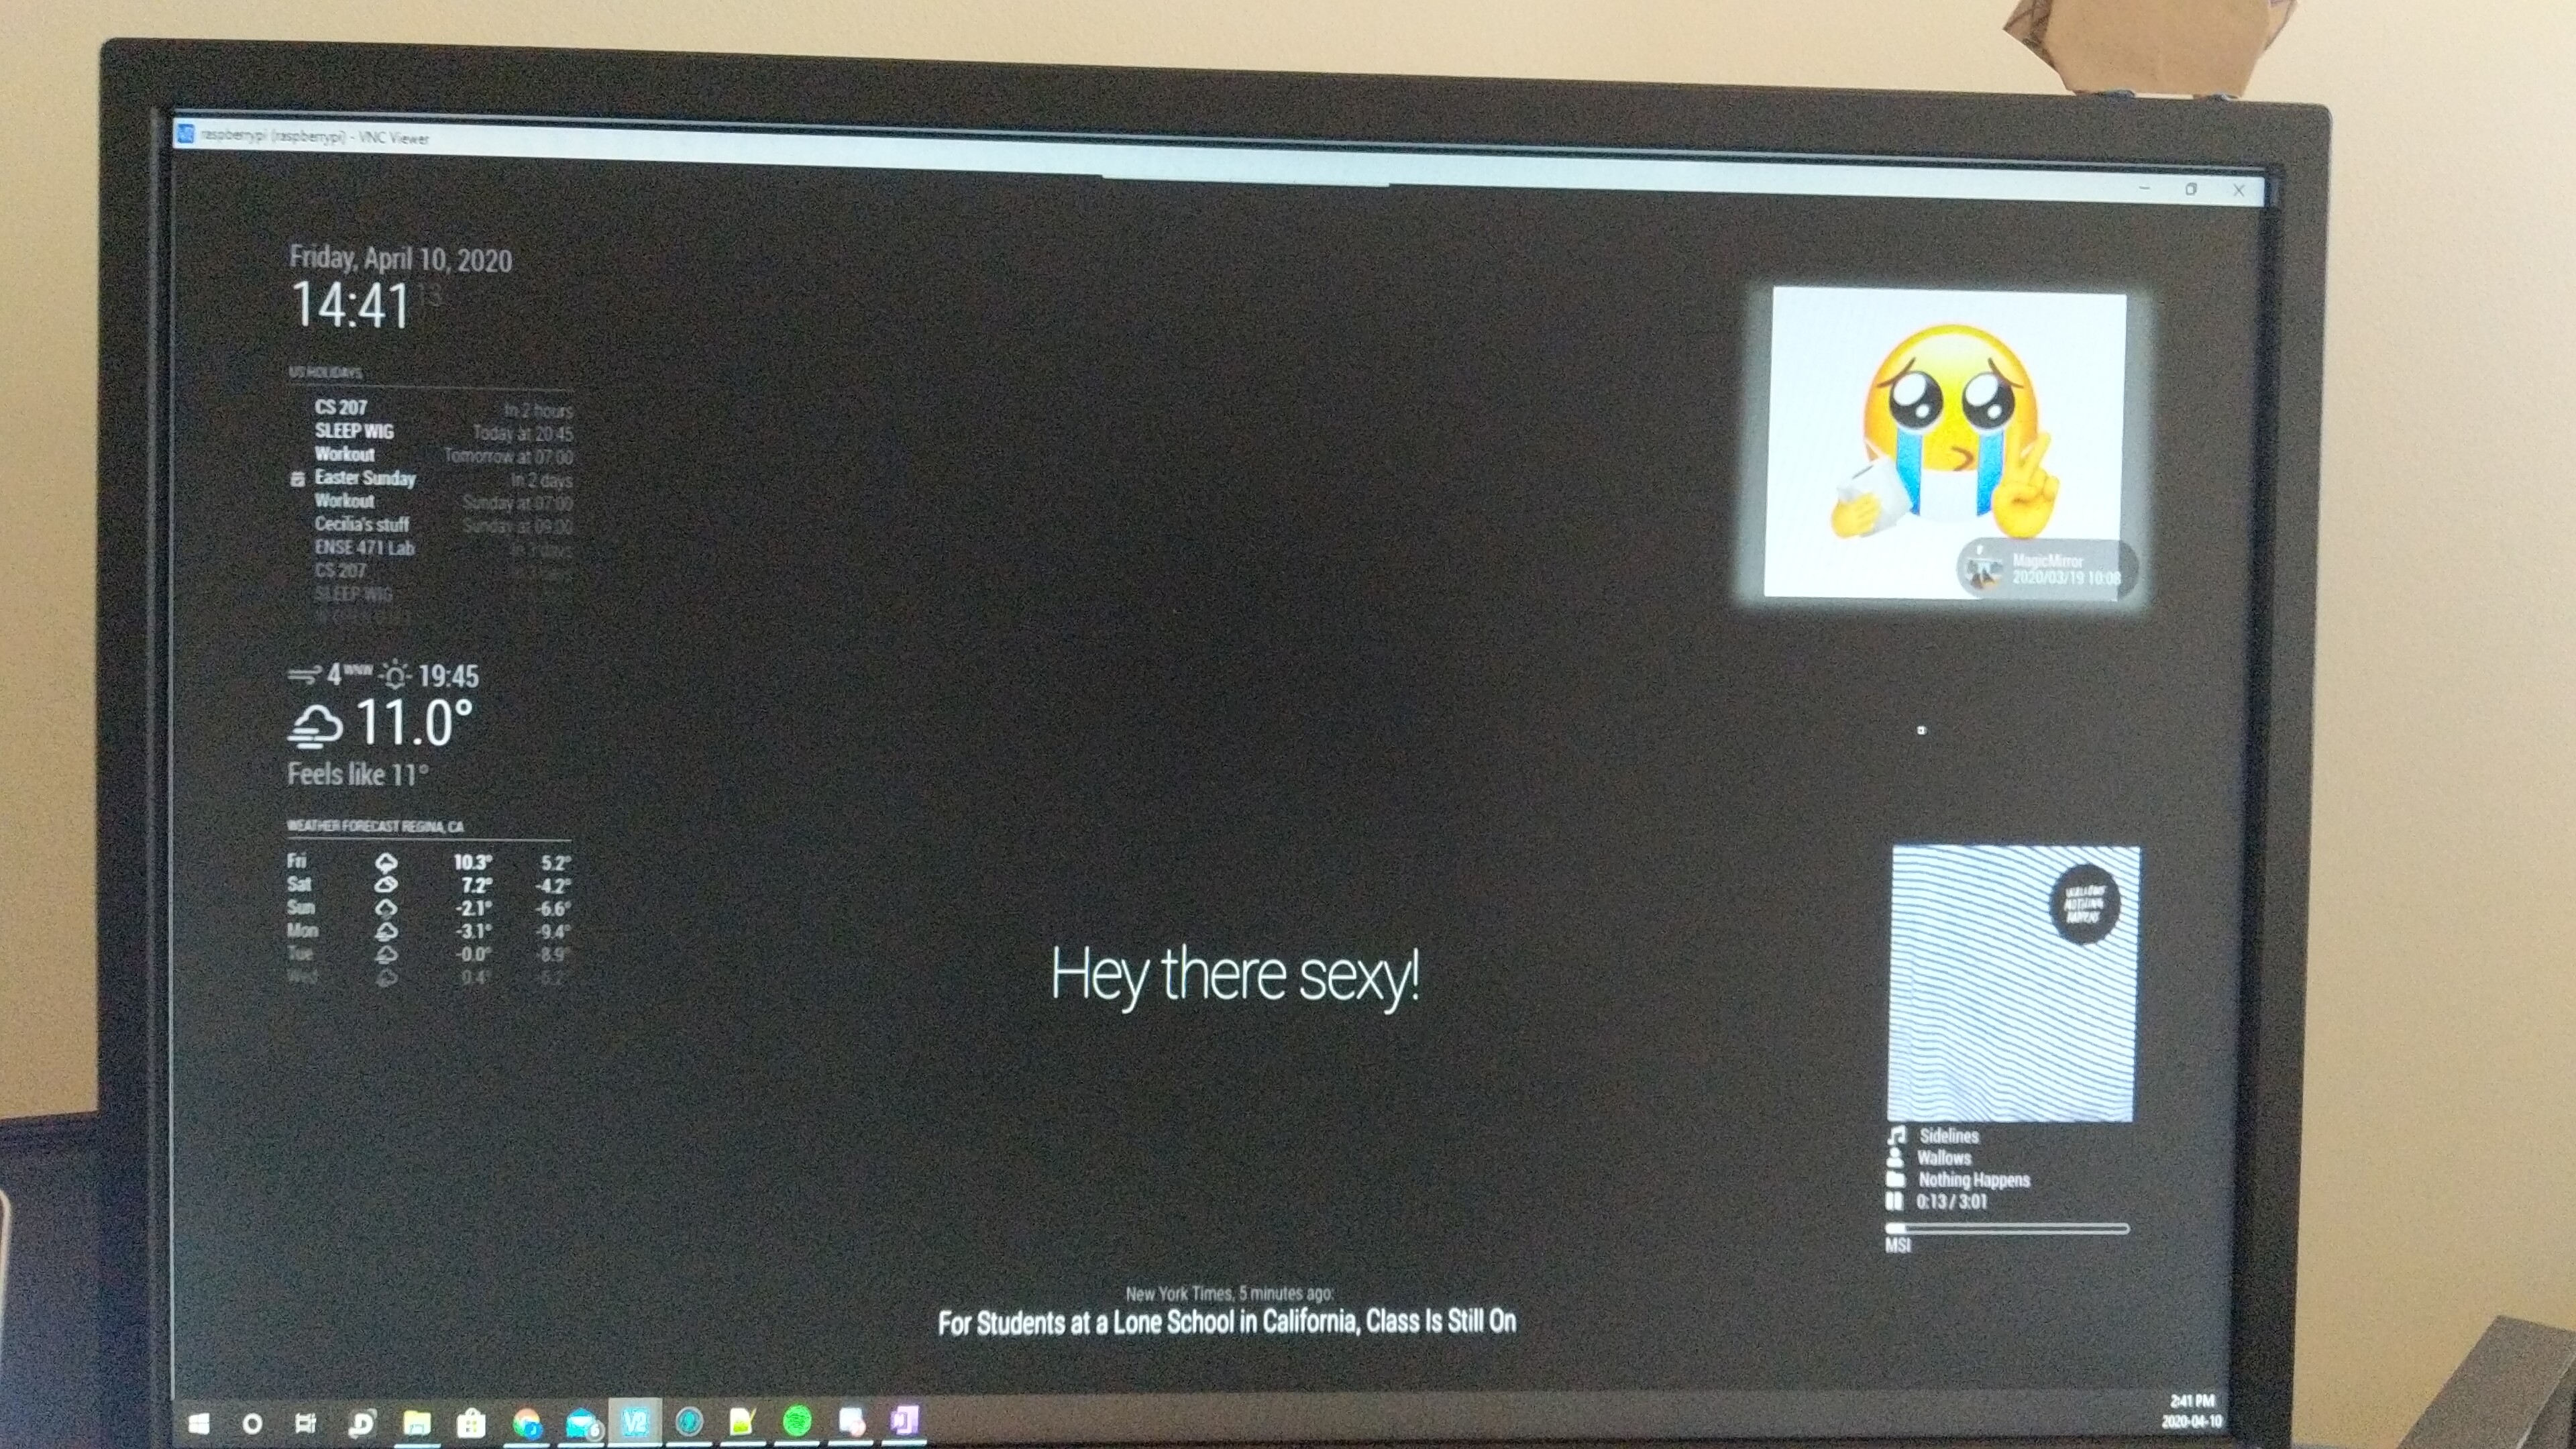 raspberrypi (raspberrypi) - VNC Viewer
Friday, April 10, 2020
14:41 13
US HOLIDAYS
CS 207 In 2 hours
SLEEP WIG Today at 20:45
Workout Tomorrow at 07:00
Easter Sunday In 2 days
Workout Sunday at 07:00
Cecilia's stuff Sunday at 09:00
ENSE 471 Lab In days
CS 207
SLEEP WIG
4 WNW 19:45
11.0°
Feels like 11°
WEATHER FORECAST REGINA, CA
Fri 10.3° 5.2°
Sat 7.2° -4.2°
Sun -2.1° -6.6°
Mon -3.1° -9.4°
Tue -0.0° -8.9°
Wed 0.4°
MagicMirror
2020/03/19 10:08
Hey there sexy!
WALLOWS
NOTHING
HAPPENS
Sidelines
Wallows
Nothing Happens
0:13 / 3:01
MSI
New York Times, 5 minutes ago:
For Students at a Lone School in California, Class Is Still On
6
2:41 PM
2020-04-10